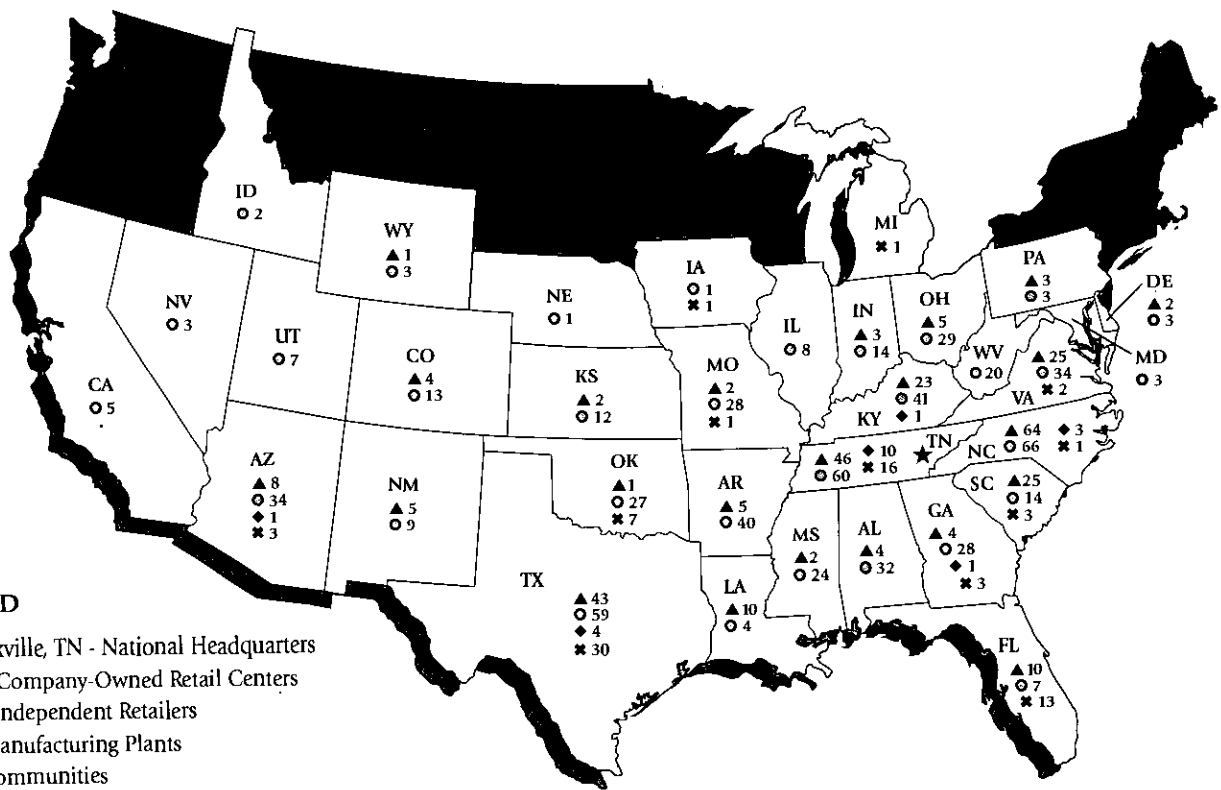 ID
2
WY
▲ 1
3
NV
3
UT
7
CA
5
CO
▲ 4
13
NE
1
KS
▲ 2
12
IA
1
✖ 1
MO
▲ 2
28
✖ 1
IL
8
MI
✖ 1
IN
▲ 3
14
OH
▲ 5
29
PA
▲ 3
3
DE
▲ 2
3
MD
3
WV
20
▲ 25
34
✖ 2
VA
▲ 23
41
KY ◆ 1
★ TN
▲ 46 ◆ 10
60 ✖ 16
NC
▲ 64 ◆ 3
66 ✖ 1
SC ▲ 25
14
✖ 3
GA
▲ 4
28
◆ 1
✖ 3
AL
▲ 4
32
MS
▲ 2
24
AR
▲ 5
40
LA
▲ 10
4
OK
▲ 1
27
✖ 7
TX
▲ 43
59
◆ 4
✖ 30
NM
▲ 5
9
AZ
▲ 8
34
◆ 1
✖ 3
FL
▲ 10
7
✖ 13
D
ville, TN - National Headquarters
Company-Owned Retail Centers
ndependent Retailers
anufacturing Plants
ommunities